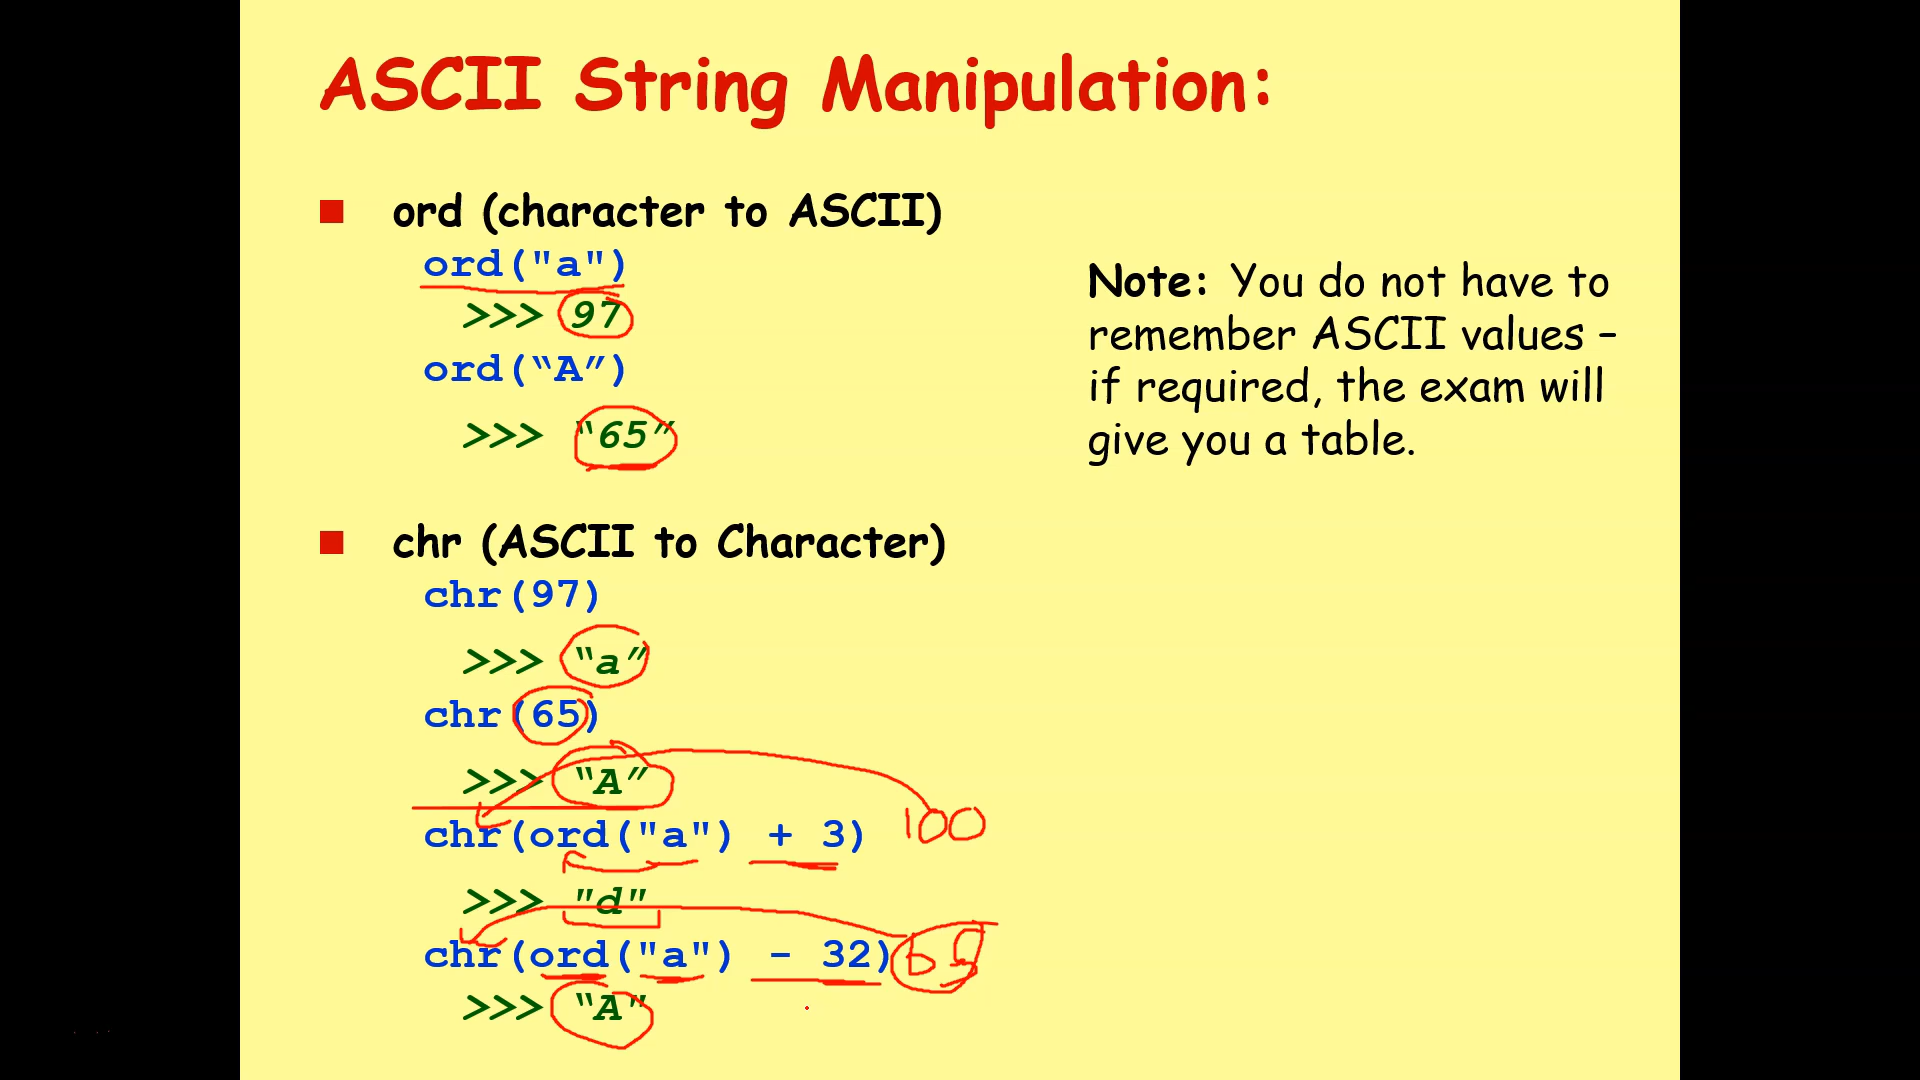 ASCII String Manipulation:
■ ord (character to ASCII)
ord("a")
>>> 97
ord(“A”)
>>> “65”
Note: You do not have to
remember ASCII values –
if required, the exam will
give you a table.
■ chr (ASCII to Character)
chr(97)
>>> “a”
chr(65)
>>> “A”
chr(ord("a") + 3) 100
>>> "d"
chr(ord("a") - 32) 65
>>> “A”